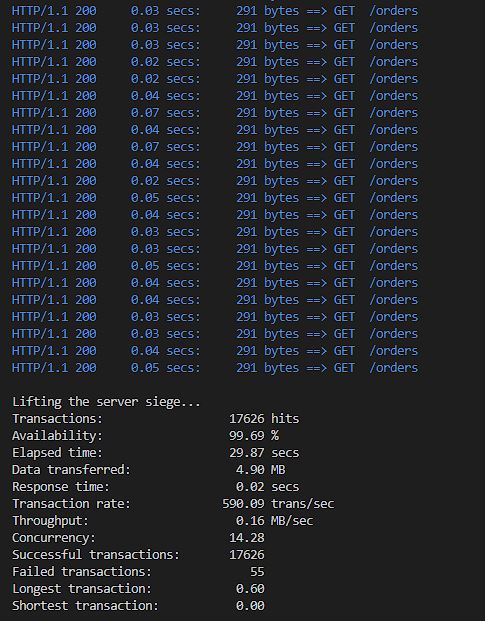 HTTP/1.1 200     0.03 secs:     291 bytes ==> GET  /orders
HTTP/1.1 200     0.03 secs:     291 bytes ==> GET  /orders
HTTP/1.1 200     0.03 secs:     291 bytes ==> GET  /orders
HTTP/1.1 200     0.02 secs:     291 bytes ==> GET  /orders
HTTP/1.1 200     0.02 secs:     291 bytes ==> GET  /orders
HTTP/1.1 200     0.04 secs:     291 bytes ==> GET  /orders
HTTP/1.1 200     0.07 secs:     291 bytes ==> GET  /orders
HTTP/1.1 200     0.04 secs:     291 bytes ==> GET  /orders
HTTP/1.1 200     0.07 secs:     291 bytes ==> GET  /orders
HTTP/1.1 200     0.04 secs:     291 bytes ==> GET  /orders
HTTP/1.1 200     0.02 secs:     291 bytes ==> GET  /orders
HTTP/1.1 200     0.05 secs:     291 bytes ==> GET  /orders
HTTP/1.1 200     0.04 secs:     291 bytes ==> GET  /orders
HTTP/1.1 200     0.03 secs:     291 bytes ==> GET  /orders
HTTP/1.1 200     0.03 secs:     291 bytes ==> GET  /orders
HTTP/1.1 200     0.05 secs:     291 bytes ==> GET  /orders
HTTP/1.1 200     0.04 secs:     291 bytes ==> GET  /orders
HTTP/1.1 200     0.04 secs:     291 bytes ==> GET  /orders
HTTP/1.1 200     0.03 secs:     291 bytes ==> GET  /orders
HTTP/1.1 200     0.03 secs:     291 bytes ==> GET  /orders
HTTP/1.1 200     0.04 secs:     291 bytes ==> GET  /orders
HTTP/1.1 200     0.05 secs:     291 bytes ==> GET  /orders
Lifting the server siege...
Transactions:                  17626 hits
Availability:                  99.69 %
Elapsed time:                  29.87 secs
Data transferred:               4.90 MB
Response time:                  0.02 secs
Transaction rate:             590.09 trans/sec
Throughput:                     0.16 MB/sec
Concurrency:                   14.28
Successful transactions:       17626
Failed transactions:              55
Longest transaction:            0.60
Shortest transaction:           0.00